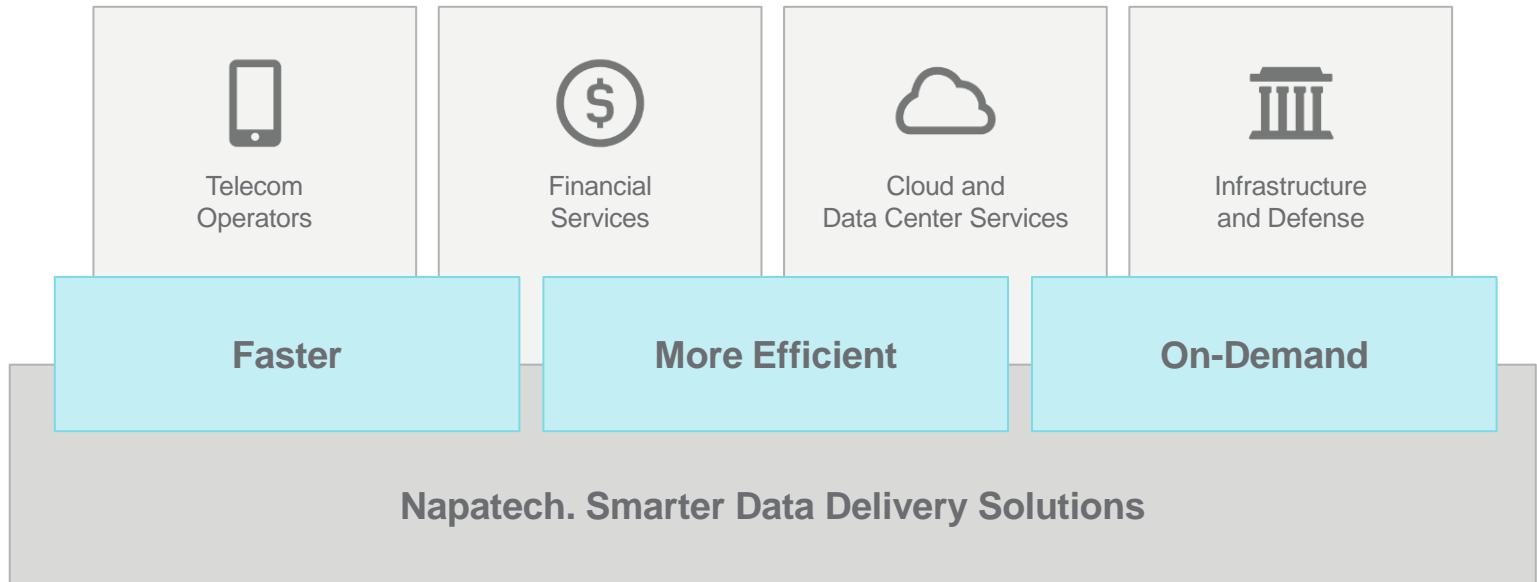 Telecom
Operators
Financial
Services
Cloud and
Data Center Services
Infrastructure
and Defense
Faster
More Efficient
On-Demand
Napatech. Smarter Data Delivery Solutions